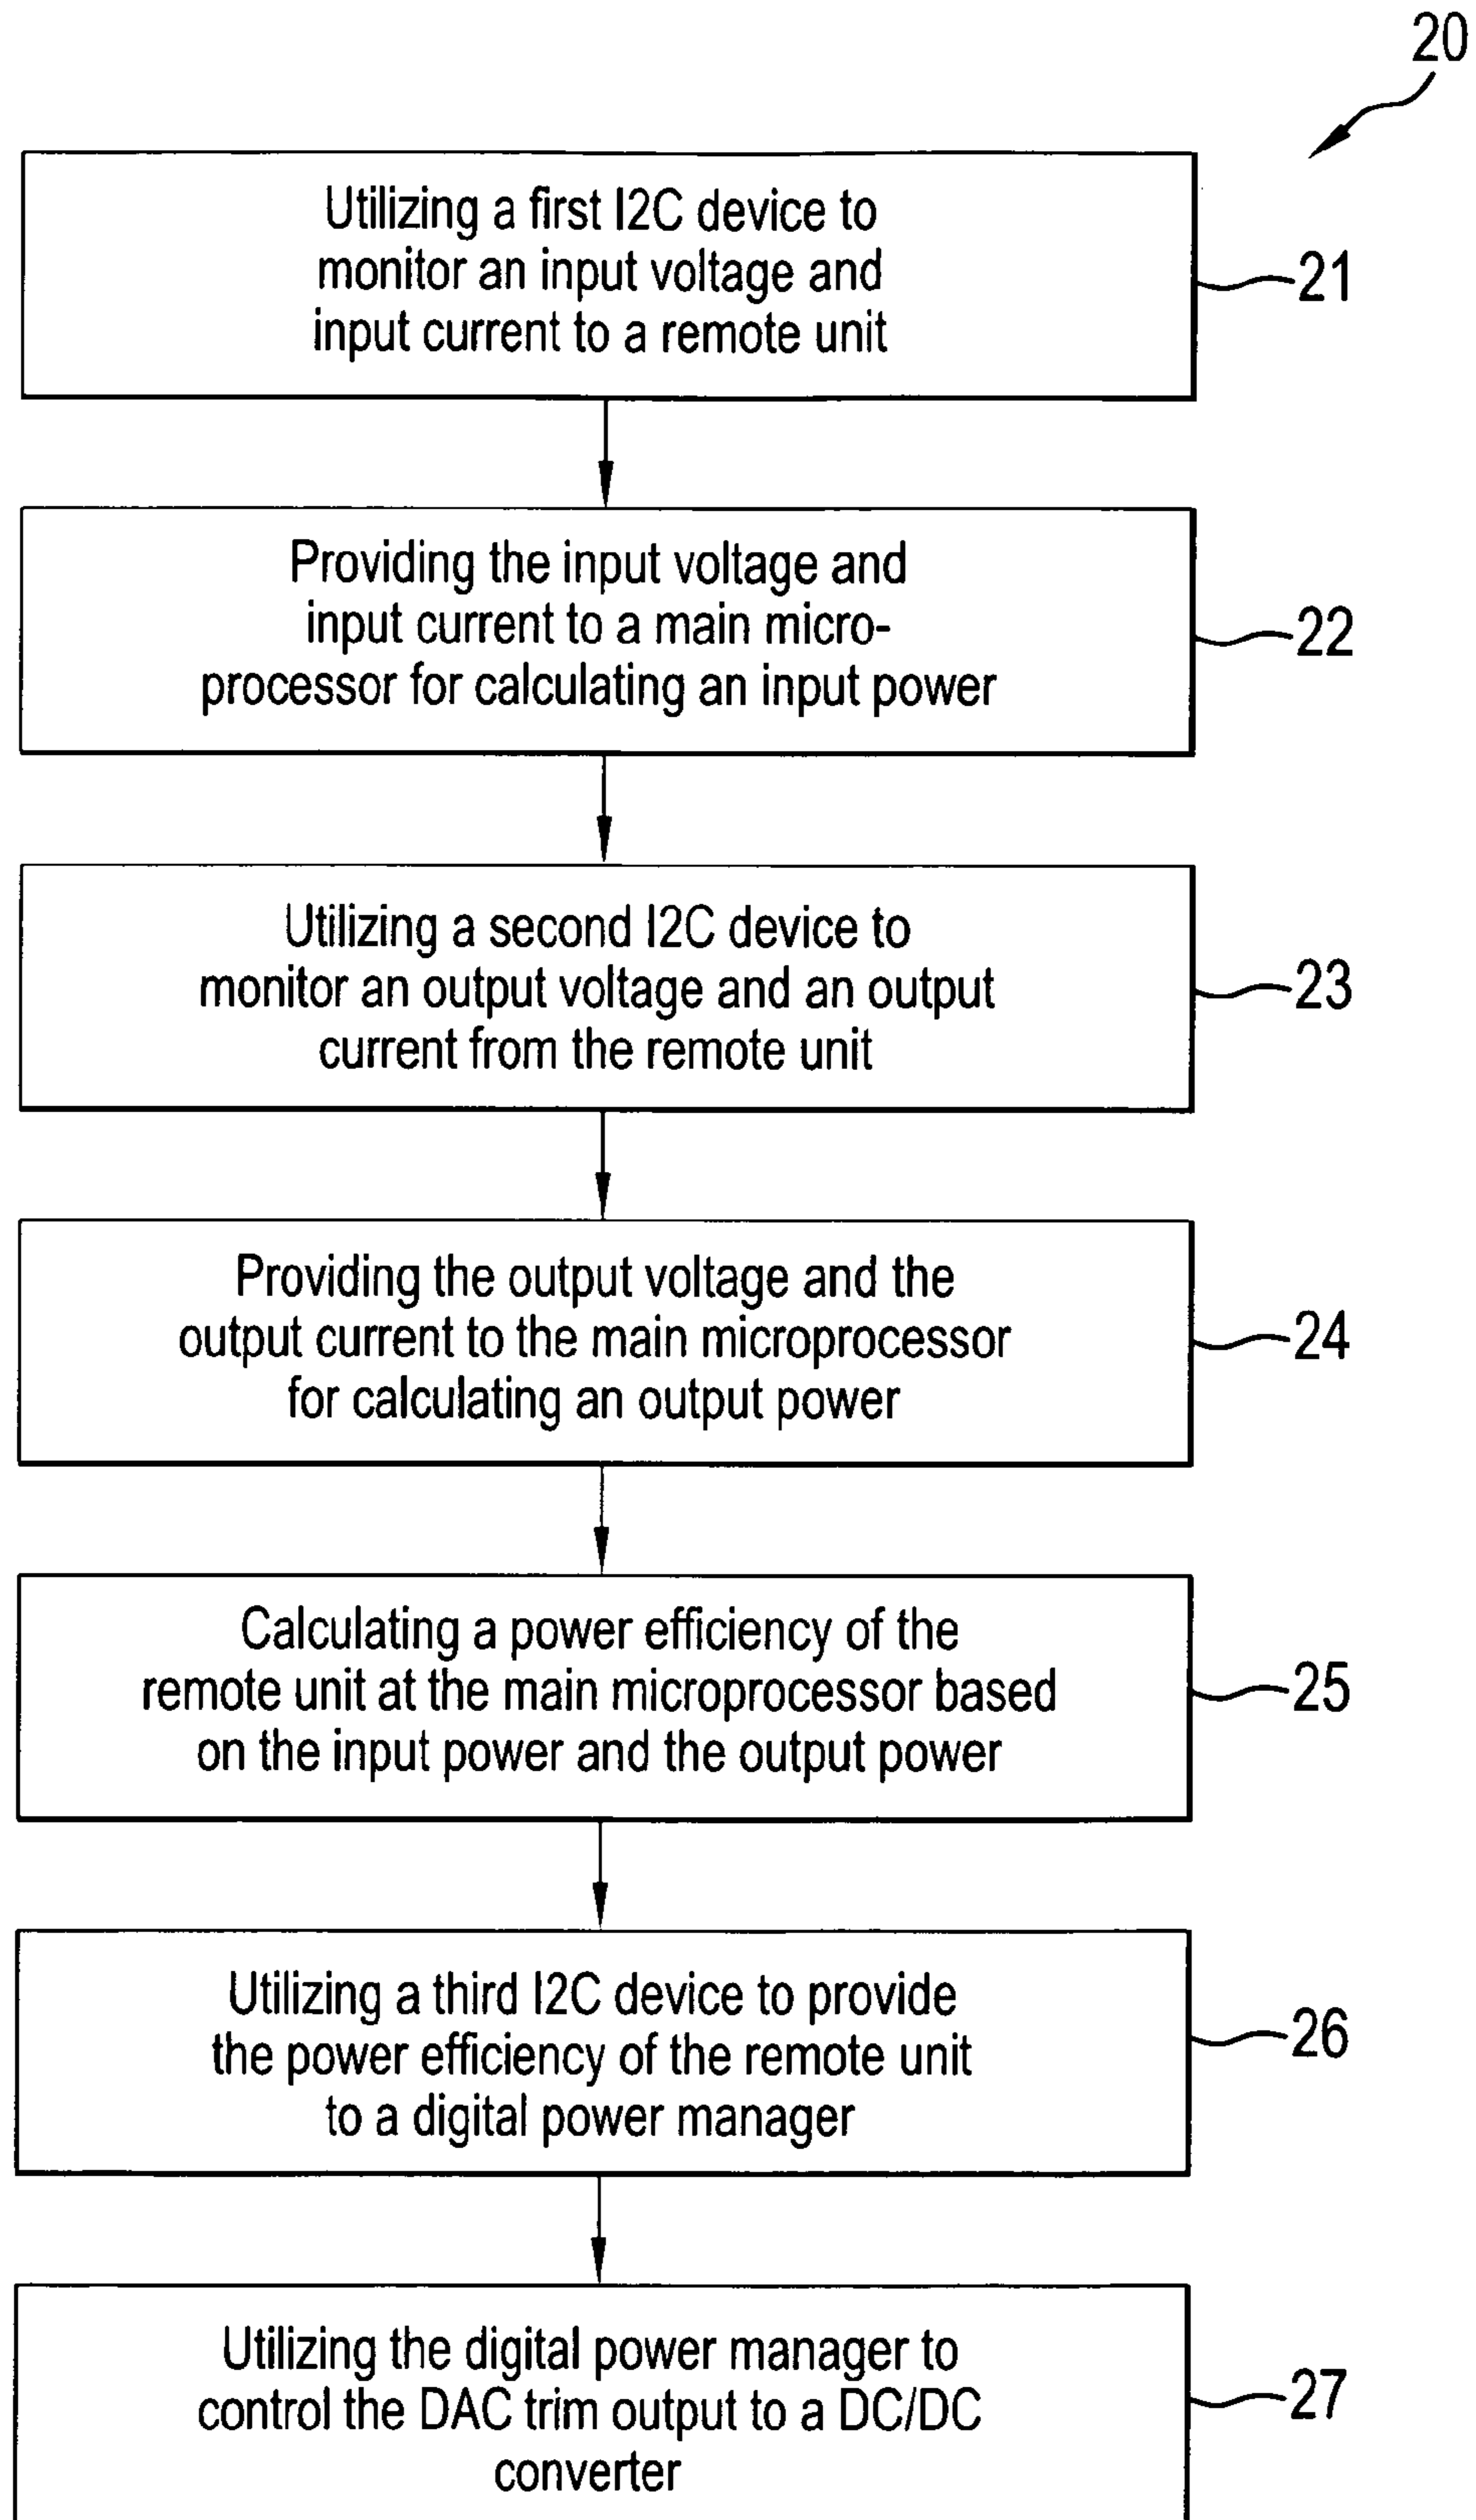 20
Utilizing a first I2C device to
monitor an input voltage and
input current to a remote unit
21
Providing the input voltage and
input current to a main micro-
processor for calculating an input power
22
Utilizing a second I2C device to
monitor an output voltage and an output
current from the remote unit
23
Providing the output voltage and the
output current to the main microprocessor
for calculating an output power
24
Calculating a power efficiency of the
remote unit at the main microprocessor based
on the input power and the output power
25
Utilizing a third I2C device to provide
the power efficiency of the remote unit
to a digital power manager
26
Utilizing the digital power manager to
control the DAC trim output to a DC/DC
converter
27